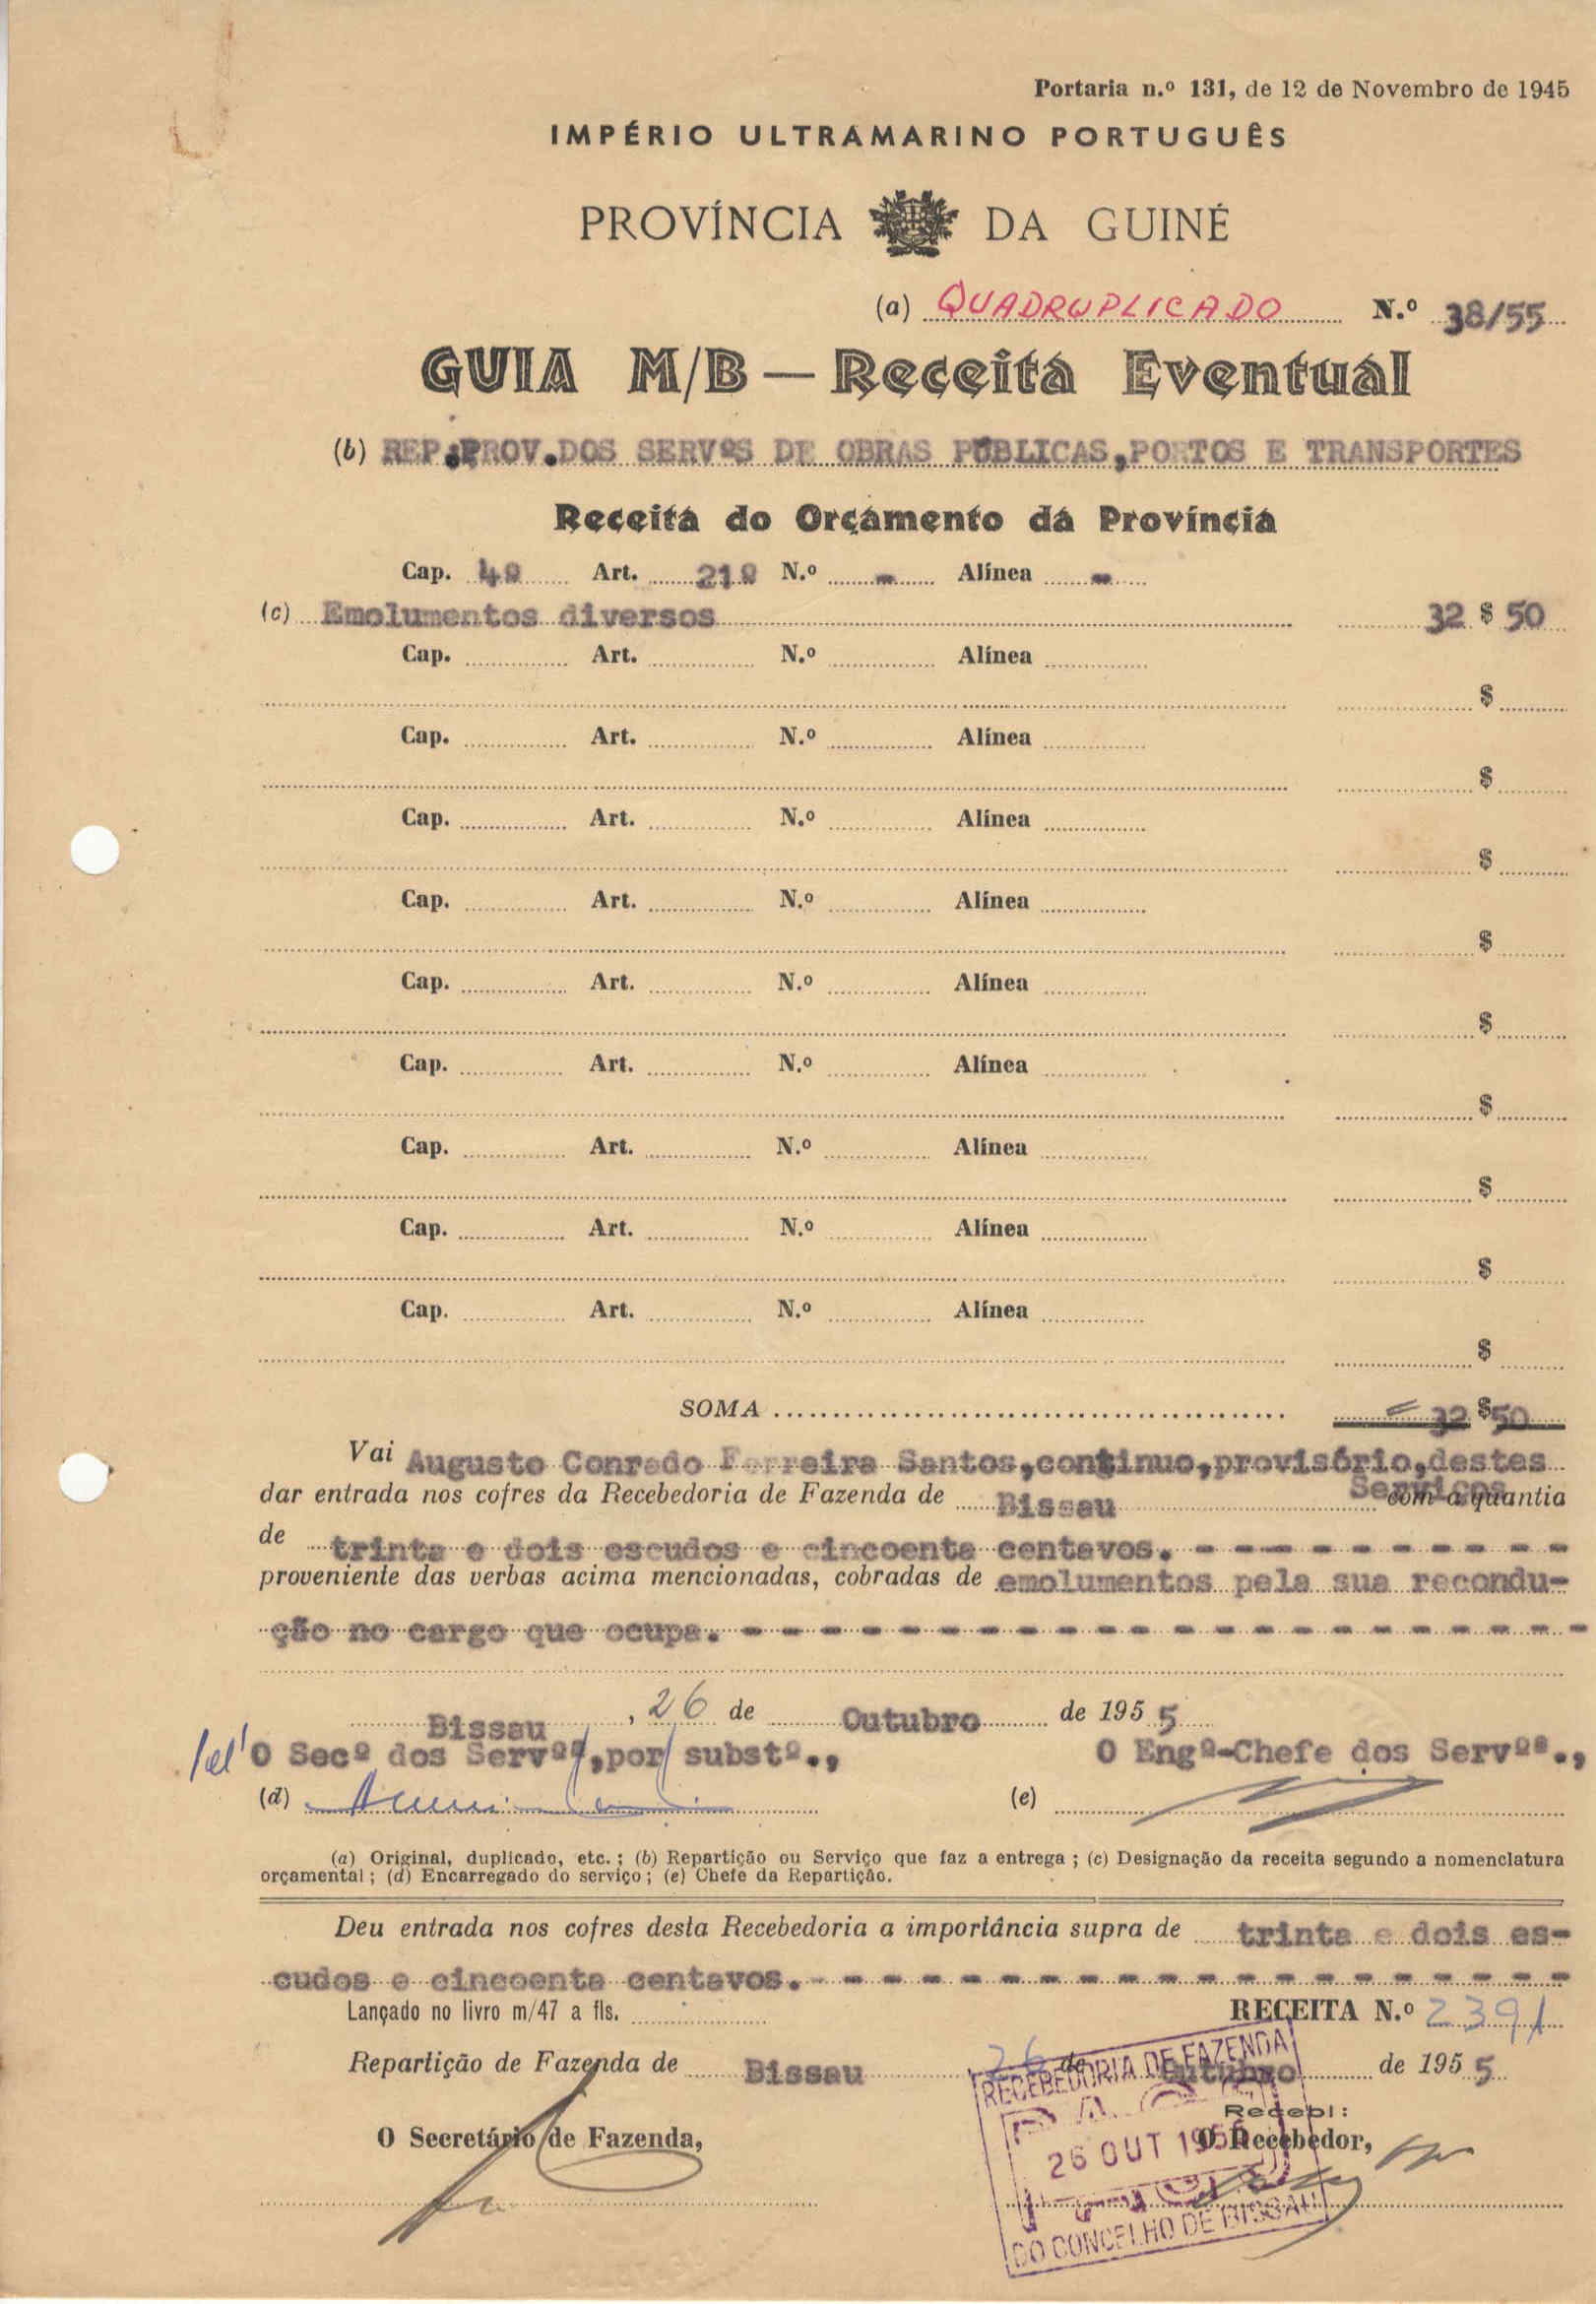 Portaria n.º 131, de 12 de Novembro de 1945
IMPÉRIO ULTRAMARINO PORTUGUÊS
PROVÍNCIA DA GUINÉ
(a) QUADRUPLICADO N.º 38/55
GUIA M/B — Receita Eventual
(b) REP.PROV.DOS SERVºS DE OBRAS PÚBLICAS,PORTOS E TRANSPORTES
Receita do Orçamento da Província
Cap. 4º Art. 21º N.º - Alínea -
(c) Emolumentos diversos 32 $ 50
Cap. Art. N.º Alínea
$
Cap. Art. N.º Alínea
$
Cap. Art. N.º Alínea
$
Cap. Art. N.º Alínea
$
Cap. Art. N.º Alínea
$
Cap. Art. N.º Alínea
$
Cap. Art. N.º Alínea
$
Cap. Art. N.º Alínea
$
Cap. Art. N.º Alínea
$
SOMA = 32 $ 50
Vai Augusto Conrado Ferreira Santos,contínuo,provisório,destes
dar entrada nos cofres da Recebedoria de Fazenda de Bissau Serviços com a quantia
de trinta e dois escudos e cincoenta centavos. - - - - - - - - - -
proveniente das verbas acima mencionadas, cobradas de emolumentos pela sua recondu-
ção no cargo que ocupa. - - - - - - - - - - - - - - - - - - - - - -
Bissau, 26 de Outubro de 1955
O Secº dos Servºs,por substº., O Engº-Chefe dos Servºs.,
(d) (e)
(a) Original, duplicado, etc. ; (b) Repartição ou Serviço que faz a entrega ; (c) Designação da receita segundo a nomenclatura
orçamental ; (d) Encarregado do serviço ; (e) Chefe da Repartição.
Deu entrada nos cofres desta Recebedoria a importância supra de trinta e dois es-
cudos e cincoenta centavos. - - - - - - - - - - - - - - - - - - - -
Lançado no livro m/47 a fls. RECEITA N.º 2391
Repartição de Fazenda de Bissau, 26 de Outubro de 1955
RECEBEDORIA DE FAZENDA
PAGO
Recebi:
O Secretário de Fazenda, O Recebedor,
26 OUT 1955
DO CONCELHO DE BISSAU